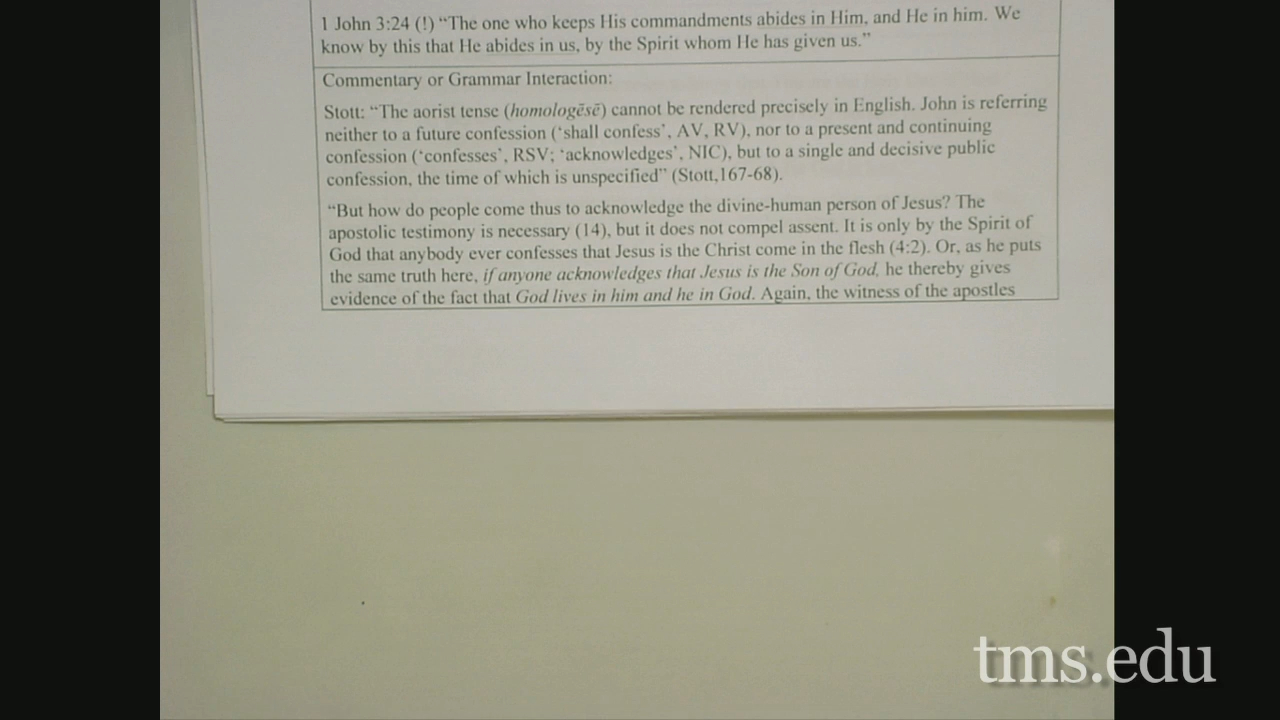 1 John 3:24 (!) “The one who keeps His commandments abides in Him, and He in him. We
know by this that He abides in us, by the Spirit whom He has given us.”
Commentary or Grammar Interaction:
Stott: “The aorist tense (homologēsē) cannot be rendered precisely in English. John is referring
neither to a future confession (‘shall confess’, AV, RV), nor to a present and continuing
confession (‘confesses’, RSV; ‘acknowledges’, NIC), but to a single and decisive public
confession, the time of which is unspecified” (Stott,167-68).
“But how do people come thus to acknowledge the divine-human person of Jesus? The
apostolic testimony is necessary (14), but it does not compel assent. It is only by the Spirit of
God that anybody ever confesses that Jesus is the Christ come in the flesh (4:2). Or, as he puts
the same truth here, if anyone acknowledges that Jesus is the Son of God, he thereby gives
evidence of the fact that God lives in him and he in God. Again, the witness of the apostles
tms.edu